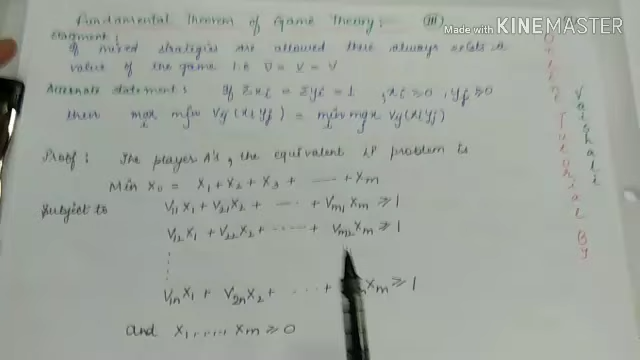 Fundamental Theorem of Game Theory: (III)
Made with KINEMASTER
Statement:
If mixed strategies are allowed there always exists a
value of the game i.e V̅ = V̲ = V
Alternate statement: If Σxi = Σyj = 1 , xi ≥ 0, yj ≥ 0
then max min Vij(xi yj) = min max Vij(xi yj)
Proof: The player A's, the equivalent LP problem is
Min X0 = X1 + X2 + X3 + ---- + Xm
Subject to V11 X1 + V21 X2 + ---- + Vm1 Xm ≥ 1
V12 X1 + V22 X2 + ------ + Vm2 Xm ≥ 1
V1n X1 + V2n X2 + ---- + Xm ≥ 1
and X1, ...., Xm ≥ 0
Online Tutorial By
Vaishali